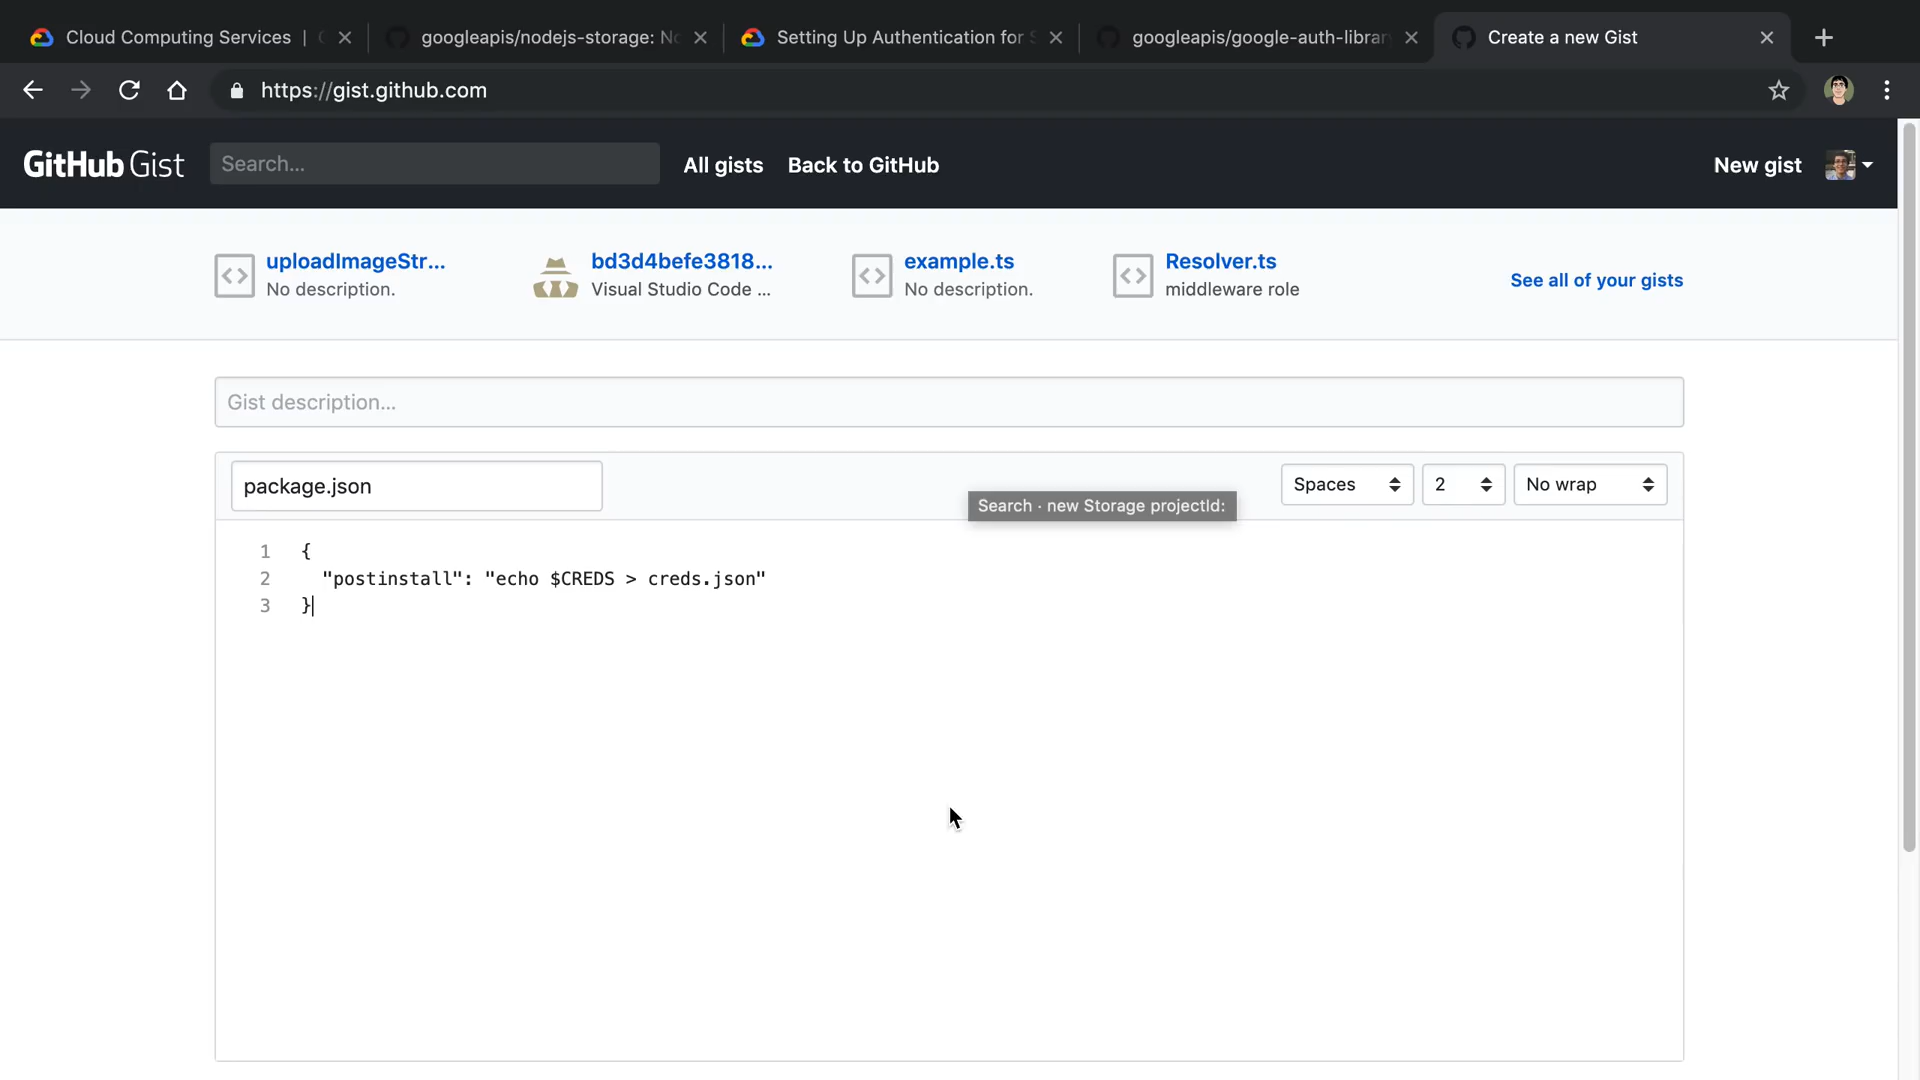 Cloud Computing Services |
googleapis/nodejs-storage: No
Setting Up Authentication for S
googleapis/google-auth-librar
Create a new Gist
https://gist.github.com
GitHub Gist
Search...
All gists
Back to GitHub
New gist
uploadImageStr...
No description.
bd3d4befe3818...
Visual Studio Code ...
example.ts
No description.
Resolver.ts
middleware role
See all of your gists
Gist description...
package.json
Search · new Storage projectId:
Spaces
2
No wrap
1 {
2 "postinstall": "echo $CREDS > creds.json"
3 }